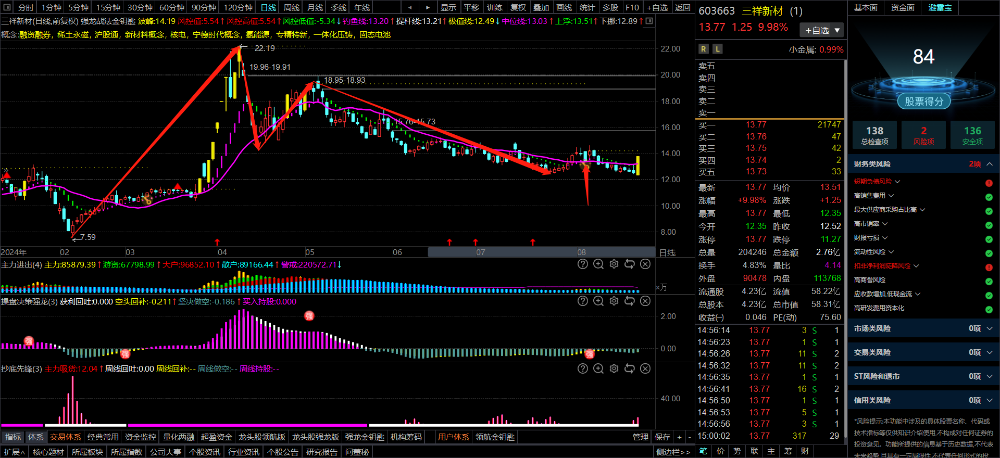 分时 1分钟 5分钟 15分钟 30分钟 60分钟 90分钟 120分钟 日线 周线 月线 季线 年线 显示 平移 训练 复权 叠加 画线 统计 多股 F10 +自选 返回
三祥新材(日线,前复权) 强龙战法金钥匙 波峰:14.19 风控值:5.54↑ 风控高值:5.54↑ 风控低值:-5.34↓ 钓鱼线:13.20↑ 提杆线:13.21↑ 极值线:12.49↓ 中位线:13.03↑ 上浮:13.51↑ 下挪:12.89↑
概念:融资融券, 稀土永磁, 沪股通, 新材料概念, 核电, 宁德时代概念, 氢能源, 专精特新, 一体化压铸, 固态电池
22.19
19.96-19.91
18.95-18.93
15.76-15.73
7.59
22.00
20.00
18.00
16.00
14.00
12.00
10.00
8.00
2024年 02 03 04 05 06 07 08 日线
主力进出(4) 主力:85879.39↑ 游资:67798.99↑ 大户:96852.10↑ 散户:89166.44↑ 警戒:220572.71↓
×万
操盘决策强龙(3) 获利回吐:0.000 空头回补:-0.211↑ 坚决做空:-0.186↑ 买入持股:0.000
强 强 强 强
2.00
0.00
抄底先锋(3) 主力吸货:12.04↑ 周线回吐:0.00 周线回补:-- 周线做空:-- 周线持股:--
40.00
指标 体系 交易体系 经典常用 资金监控 量化两融 超盈资金 龙头股领航版 龙头股强龙版 强龙金钥匙 机构筹码 用户体系 领航金钥匙 管理 保存 + -
扩展∧ 核心题材 所属板块 所属指数 公司大事 个股资讯 行业资讯 个股公告 研究报告 问董秘 侧边栏>>
603663 三祥新材 (1)
13.77 1.25 9.98% +自选 ▼
R L 小金属: 0.99%
卖五
卖四
卖三
卖二
卖一
买一 13.77 21747
买二 13.76 47
买三 13.75 42
买四 13.74 2
买五 13.73 33
最新 13.77 均价 13.51
涨幅 +9.98% 涨跌 +1.25
最高 13.77 最低 12.35
今开 12.35 昨收 12.52
涨停 13.77 跌停 11.27
总量 204246 总金额 2.76亿
换手 4.83% 量比 4.14
外盘 90478 内盘 113768
流通股 4.23亿 流值 58.22亿
总股本 4.23亿 总市值 58.31亿
收益(一) 0.046 PE(动) 75.60
14:56:14 13.77 3 S 1
14:56:23 13.77 1 S 1
14:56:26 13.77 11 S 2
14:56:32 13.77 11 S 2
14:56:35 13.77 1 S 1
14:56:41 13.77 16 S 2
14:56:50 13.77 1 S 1
14:56:53 13.77 5 S 1
14:56:56 13.77 3 S 1
15:00:02 13.77 317 29
笔 价 势 联 主 筹 财
基本面 资金面 避雷宝
84
股票得分
138 2 136
总检查项 风险项 安全项
财务类风险 2项
短期负债风险
高销售费用
最大供应商采购占比高
高市销率
财报亏损
流动性风险
扣非净利润陡降风险
高商誉风险
应收款增加,低现金流
高研发费用资本化
市场类风险 0项
交易类风险 0项
ST风险和退市 0项
信用类风险 0项
*风险提示:本功能中涉及的具体股票名称、代码或
技术指标等仅供知识介绍使用,不构成对任何证券的
投资意见。功能所提供的信息基于历史数据,不代表
未来趋势,且具有一定局限性,不代表任何形式的投